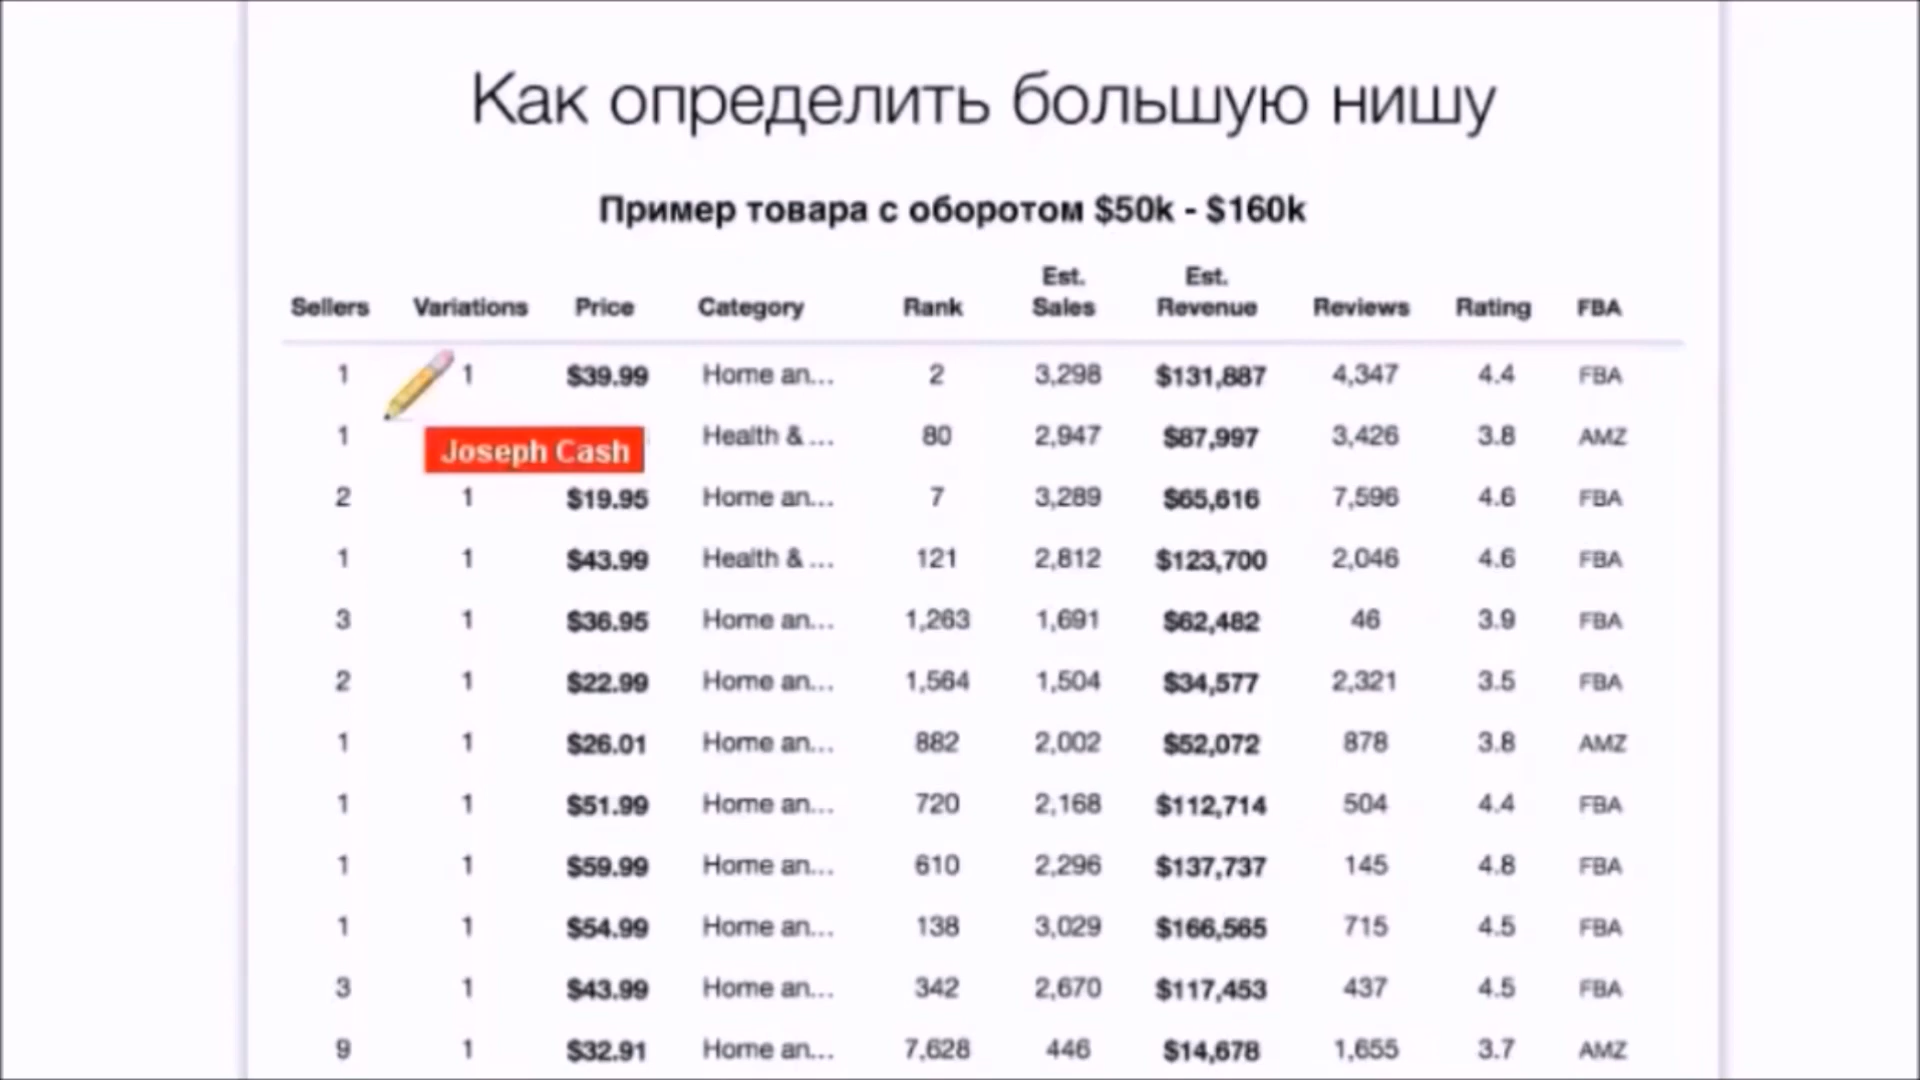 Как определить большую нишу
Пример товара с оборотом $50k - $160k
Sellers Variations Price Category Rank Est. Sales Est. Revenue Reviews Rating FBA
1 1 $39.99 Home an... 2 3,298 $131,887 4,347 4.4 FBA
1 Joseph Cash Health & ... 80 2,947 $87,997 3,426 3.8 AMZ
2 1 $19.95 Home an... 7 3,289 $65,616 7,596 4.6 FBA
1 1 $43.99 Health & ... 121 2,812 $123,700 2,046 4.6 FBA
3 1 $36.95 Home an... 1,263 1,691 $62,482 46 3.9 FBA
2 1 $22.99 Home an... 1,564 1,504 $34,577 2,321 3.5 FBA
1 1 $26.01 Home an... 882 2,002 $52,072 878 3.8 AMZ
1 1 $51.99 Home an... 720 2,168 $112,714 504 4.4 FBA
1 1 $59.99 Home an... 610 2,296 $137,737 145 4.8 FBA
1 1 $54.99 Home an... 138 3,029 $166,565 715 4.5 FBA
3 1 $43.99 Home an... 342 2,670 $117,453 437 4.5 FBA
9 1 $32.91 Home an... 7,628 446 $14,678 1,655 3.7 AMZ